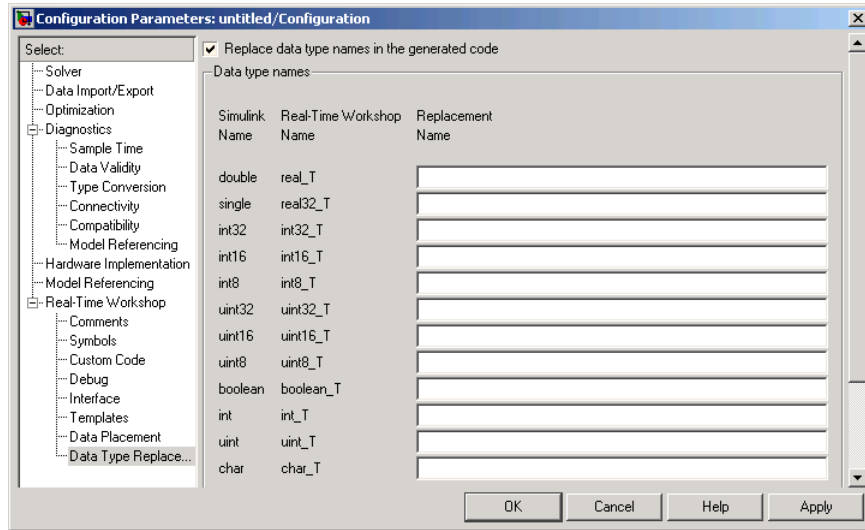 Configuration Parameters: untitled/Configuration
Select:
Solver
Data Import/Export
Optimization
Diagnostics
Sample Time
Data Validity
Type Conversion
Connectivity
Compatibility
Model Referencing
Hardware Implementation
Model Referencing
Real-Time Workshop
Comments
Symbols
Custom Code
Debug
Interface
Templates
Data Placement
Data Type Replace...
Replace data type names in the generated code
Data type names
Simulink Name Real-Time Workshop Name Replacement Name
double real_T
single real32_T
int32 int32_T
int16 int16_T
int8 int8_T
uint32 uint32_T
uint16 uint16_T
uint8 uint8_T
boolean boolean_T
int int_T
uint uint_T
char char_T
OK Cancel Help Apply